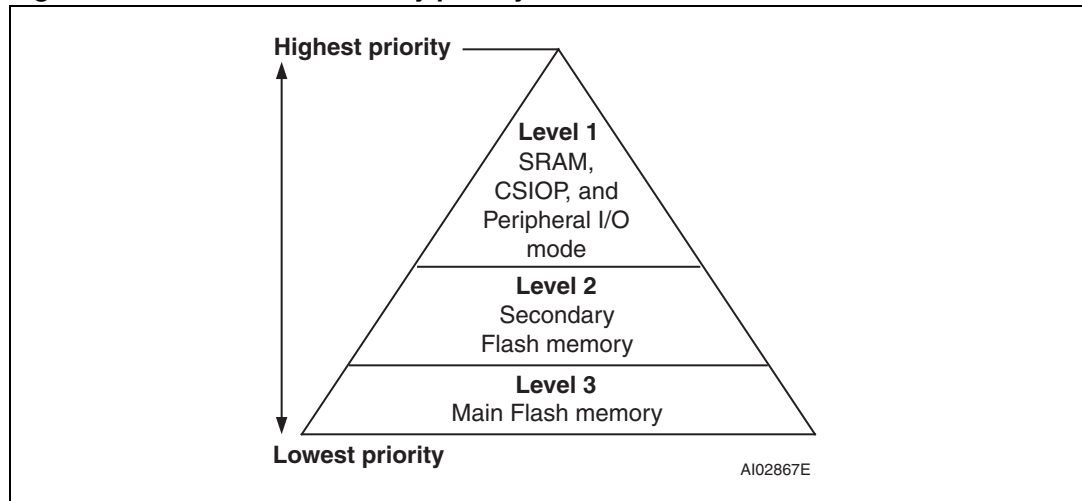 Highest priority
Level 1
SRAM,
CSIOP, and
Peripheral I/O
mode
Level 2
Secondary
Flash memory
Level 3
Main Flash memory
Lowest priority
AI02867E